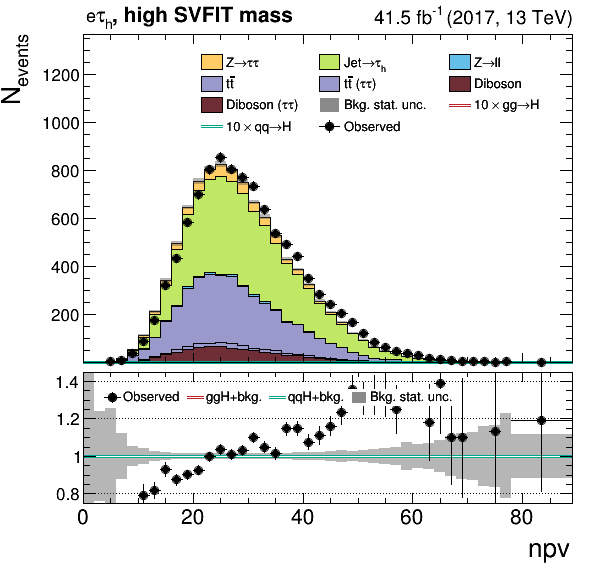 eτh, high SVFIT mass 41.5 fb⁻¹ (2017, 13 TeV)
Nevents
Z→ττ Jet→τh Z→ll
tt̄ tt̄ (ττ) Diboson
Diboson (ττ) Bkg. stat. unc. 10 × gg→H
10 × qq→H Observed
1200
1000
800
600
400
200
1.4
Observed ggH+bkg. qqH+bkg. Bkg. stat. unc.
1.2
1
0.8
0 20 40 60 80
npv